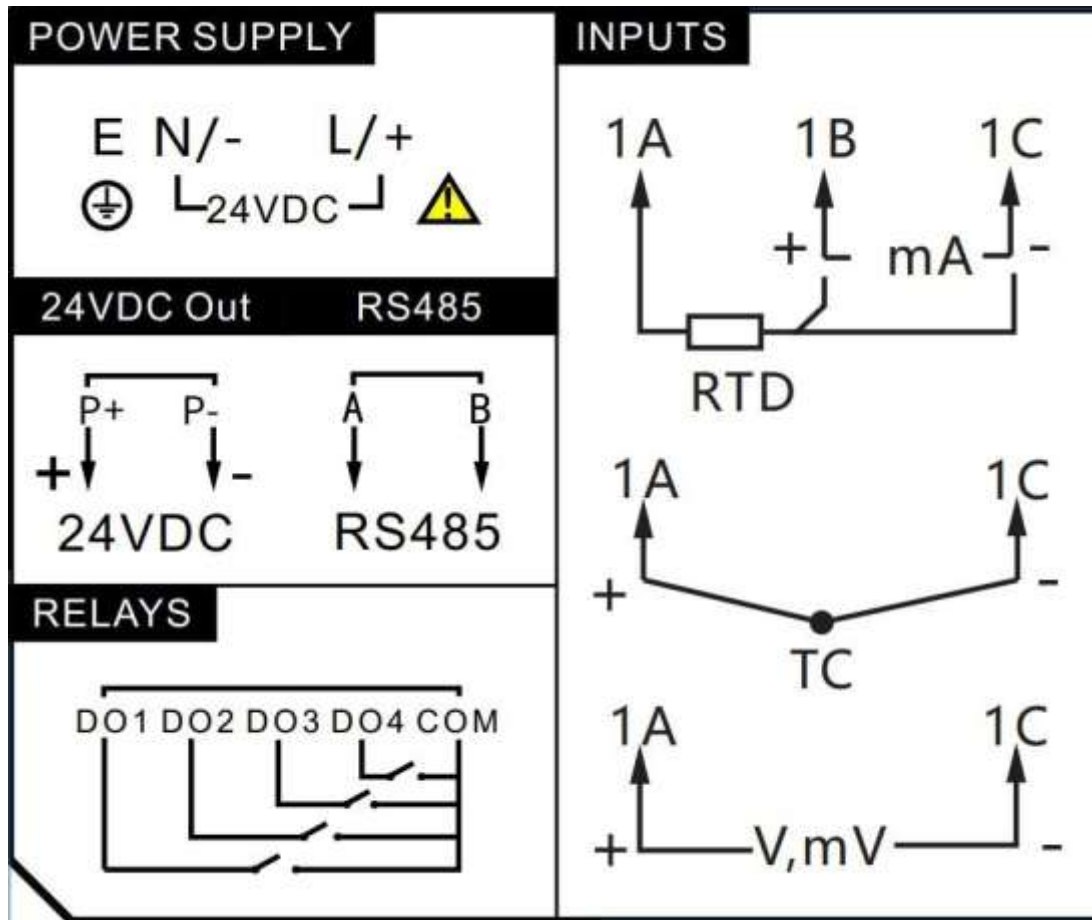 POWER SUPPLY
E N/- L/+
24VDC
24VDC Out RS485
P+ P- A B
+ - 
24VDC RS485
RELAYS
DO1 DO2 DO3 DO4 COM
INPUTS
1A 1B 1C
+ mA -
RTD
1A 1C
+ -
TC
1A 1C
+ V,mV -